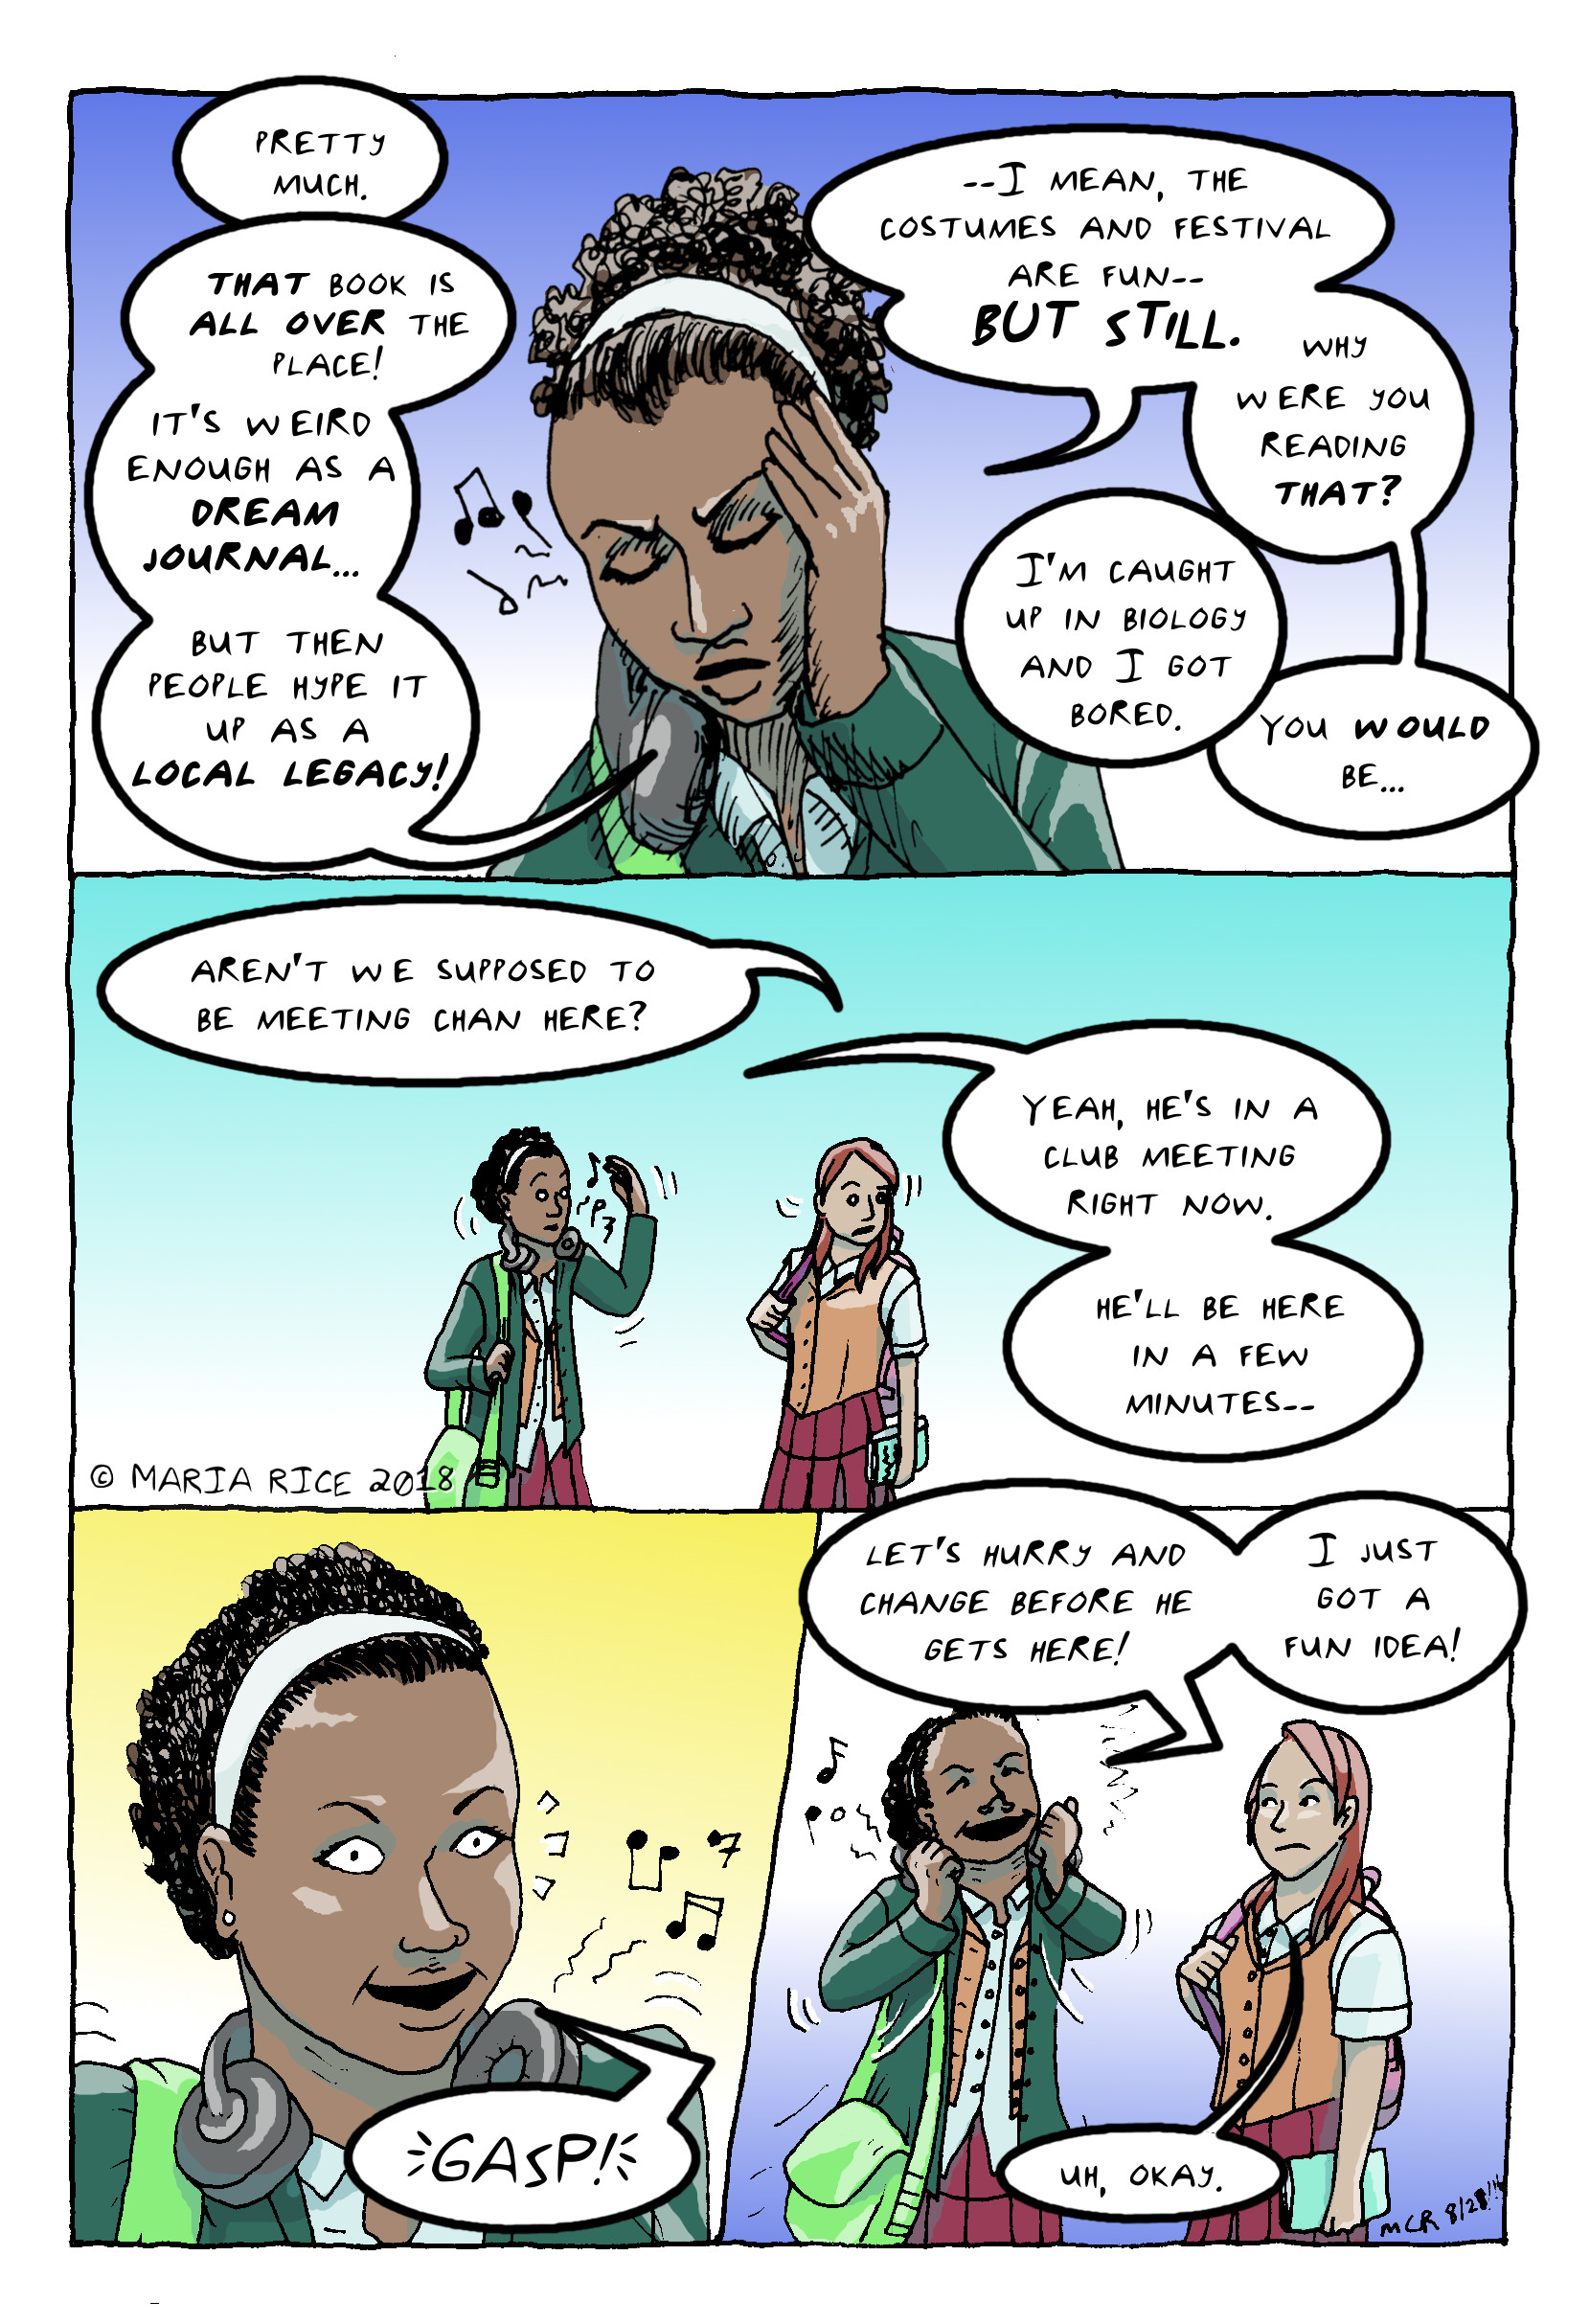 PRETTY
MUCH.
THAT BOOK IS
ALL OVER THE
PLACE!
IT'S WEIRD
ENOUGH AS A
DREAM
JOURNAL...
BUT THEN
PEOPLE HYPE IT
UP AS A
LOCAL LEGACY!
--I MEAN, THE
COSTUMES AND FESTIVAL
ARE FUN--
BUT STILL.
WHY
WERE YOU
READING
THAT?
I'M CAUGHT
UP IN BIOLOGY
AND I GOT
BORED.
YOU WOULD
BE...
AREN'T WE SUPPOSED TO
BE MEETING CHAN HERE?
YEAH, HE'S IN A
CLUB MEETING
RIGHT NOW.
HE'LL BE HERE
IN A FEW
MINUTES--
© MARIA RICE 2018
GASP!
LET'S HURRY AND
CHANGE BEFORE HE
GETS HERE!
I JUST
GOT A
FUN IDEA!
UH, OKAY.
MCR